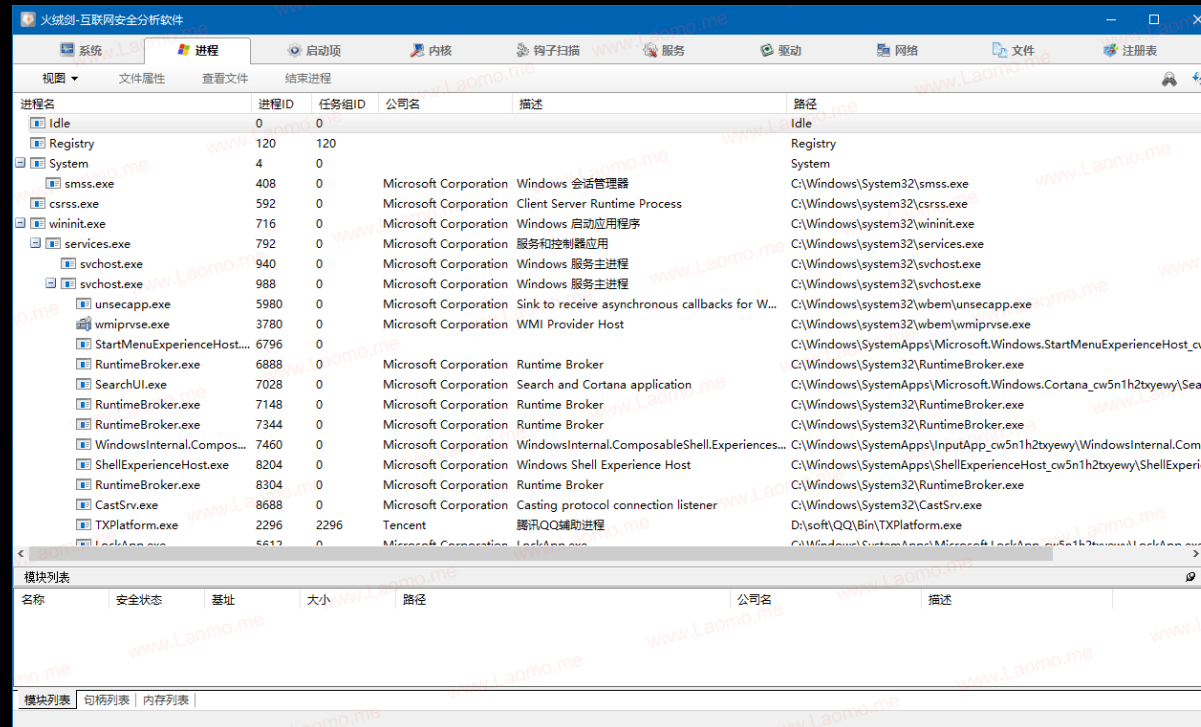 火绒剑-互联网安全分析软件
系统 进程 启动项 内核 钩子扫描 服务 驱动 网络 文件 注册表
视图 文件属性 查看文件 结束进程
进程名 进程ID 任务组ID 公司名 描述 路径
Idle 0 0 Idle
Registry 120 120 Registry
System 4 0 System
smss.exe 408 0 Microsoft Corporation Windows 会话管理器 C:\Windows\System32\smss.exe
csrss.exe 592 0 Microsoft Corporation Client Server Runtime Process C:\Windows\system32\csrss.exe
wininit.exe 716 0 Microsoft Corporation Windows 启动应用程序 C:\Windows\system32\wininit.exe
services.exe 792 0 Microsoft Corporation 服务和控制器应用 C:\Windows\system32\services.exe
svchost.exe 940 0 Microsoft Corporation Windows 服务主进程 C:\Windows\system32\svchost.exe
svchost.exe 988 0 Microsoft Corporation Windows 服务主进程 C:\Windows\system32\svchost.exe
unsecapp.exe 5980 0 Microsoft Corporation Sink to receive asynchronous callbacks for W... C:\Windows\system32\wbem\unsecapp.exe
wmiprvse.exe 3780 0 Microsoft Corporation WMI Provider Host C:\Windows\system32\wbem\wmiprvse.exe
StartMenuExperienceHost.... 6796 0 C:\Windows\SystemApps\Microsoft.Windows.StartMenuExperienceHost_cw
RuntimeBroker.exe 6888 0 Microsoft Corporation Runtime Broker C:\Windows\System32\RuntimeBroker.exe
SearchUI.exe 7028 0 Microsoft Corporation Search and Cortana application C:\Windows\SystemApps\Microsoft.Windows.Cortana_cw5n1h2txyewy\Sea
RuntimeBroker.exe 7148 0 Microsoft Corporation Runtime Broker C:\Windows\System32\RuntimeBroker.exe
RuntimeBroker.exe 7344 0 Microsoft Corporation Runtime Broker C:\Windows\System32\RuntimeBroker.exe
WindowsInternal.Compos... 7460 0 Microsoft Corporation WindowsInternal.ComposableShell.Experiences... C:\Windows\SystemApps\InputApp_cw5n1h2txyewy\WindowsInternal.Com
ShellExperienceHost.exe 8204 0 Microsoft Corporation Windows Shell Experience Host C:\Windows\SystemApps\ShellExperienceHost_cw5n1h2txyewy\ShellExperi
RuntimeBroker.exe 8304 0 Microsoft Corporation Runtime Broker C:\Windows\System32\RuntimeBroker.exe
CastSrv.exe 8688 0 Microsoft Corporation Casting protocol connection listener C:\Windows\System32\CastSrv.exe
TXPlatform.exe 2296 2296 Tencent 腾讯QQ辅助进程 D:\soft\QQ\Bin\TXPlatform.exe
LockApp.exe 5612 0 Microsoft Corporation LockApp.exe C:\Windows\SystemApps\Microsoft.LockApp_cw5n1h2txyewy\LockApp.exe
模块列表
名称 安全状态 基址 大小 路径 公司名 描述
模块列表 句柄列表 内存列表
www.Laomo.me